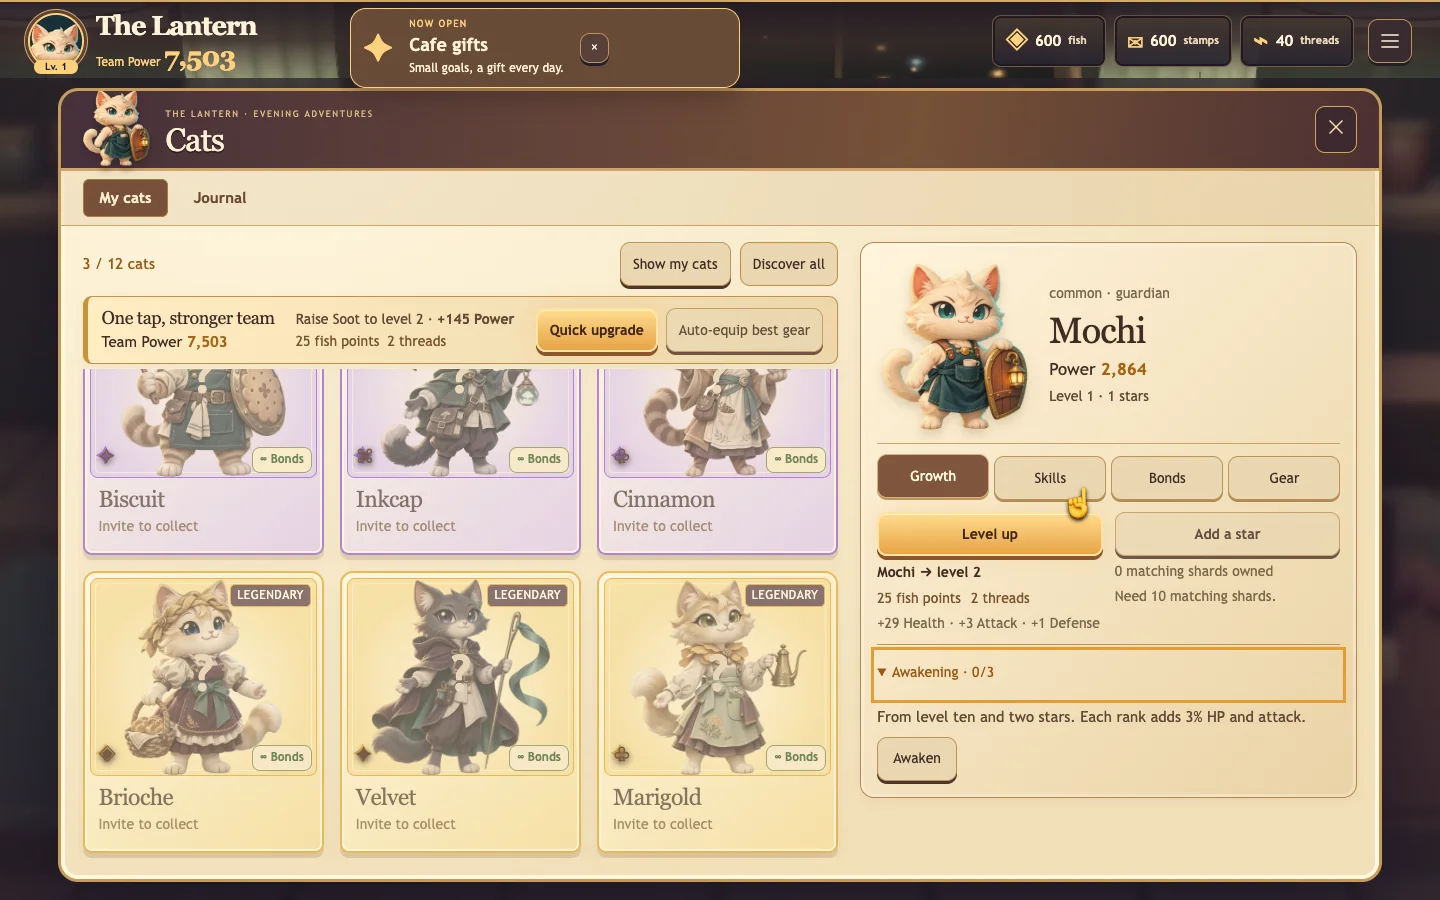 The Lantern
Team Power 7,503
Lv. 1
NOW OPEN
Cafe gifts
Small goals, a gift every day.
×
600 fish
600 stamps
40 threads
THE LANTERN · EVENING ADVENTURES
Cats
My cats
Journal
3 / 12 cats
Show my cats
Discover all
One tap, stronger team
Team Power 7,503
Raise Soot to level 2 · +145 Power
25 fish points 2 threads
Quick upgrade
Auto-equip best gear
?
∞ Bonds
Biscuit
Invite to collect
?
∞ Bonds
Inkcap
Invite to collect
?
∞ Bonds
Cinnamon
Invite to collect
LEGENDARY
?
∞ Bonds
Brioche
Invite to collect
LEGENDARY
?
∞ Bonds
Velvet
Invite to collect
LEGENDARY
?
∞ Bonds
Marigold
Invite to collect
common · guardian
Mochi
Power 2,864
Level 1 · 1 stars
Growth
Skills
Bonds
Gear
Level up
Mochi → level 2
25 fish points 2 threads
+29 Health · +3 Attack · +1 Defense
Add a star
0 matching shards owned
Need 10 matching shards.
▼ Awakening · 0/3
From level ten and two stars. Each rank adds 3% HP and attack.
Awaken